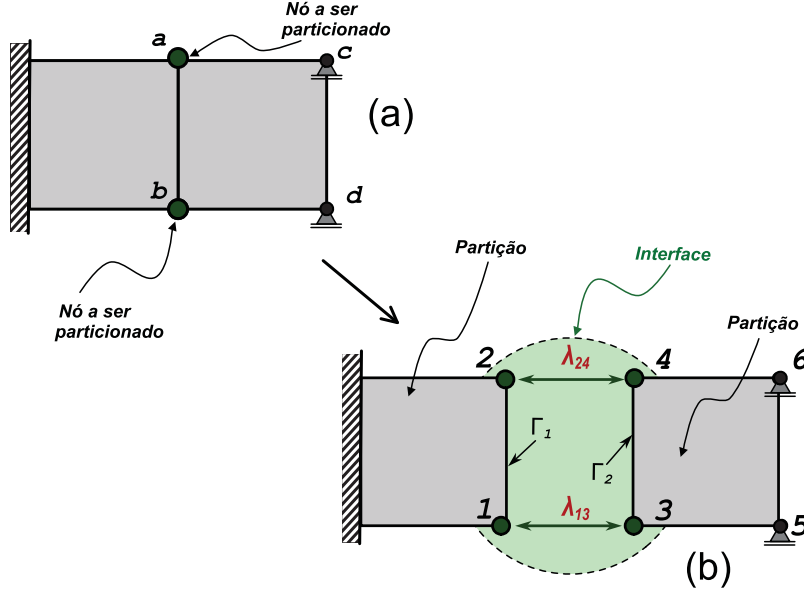 Nó a ser
particionado
a
c
(a)
b
d
Nó a ser
particionado
Partição
Interface
Partição
2
λ24
4
6
Γ1
Γ2
1
λ13
3
5
(b)